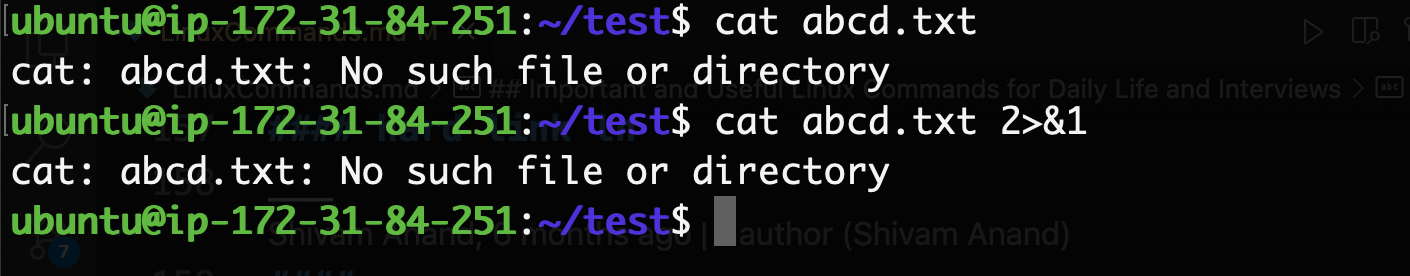 ubuntu@ip-172-31-84-251:~/test$ cat abcd.txt
LinuxCommands.md M
cat: abcd.txt: No such file or directory
LinuxCommands.md > ## Important and Useful Linux Commands for Daily Life and Interviews > abc
ubuntu@ip-172-31-84-251:~/test$ cat abcd.txt 2>&1
cat: abcd.txt: No such file or directory
158
ubuntu@ip-172-31-84-251:~/test$
Shivam Anand, 6 months ago | author (Shivam Anand)
7
####